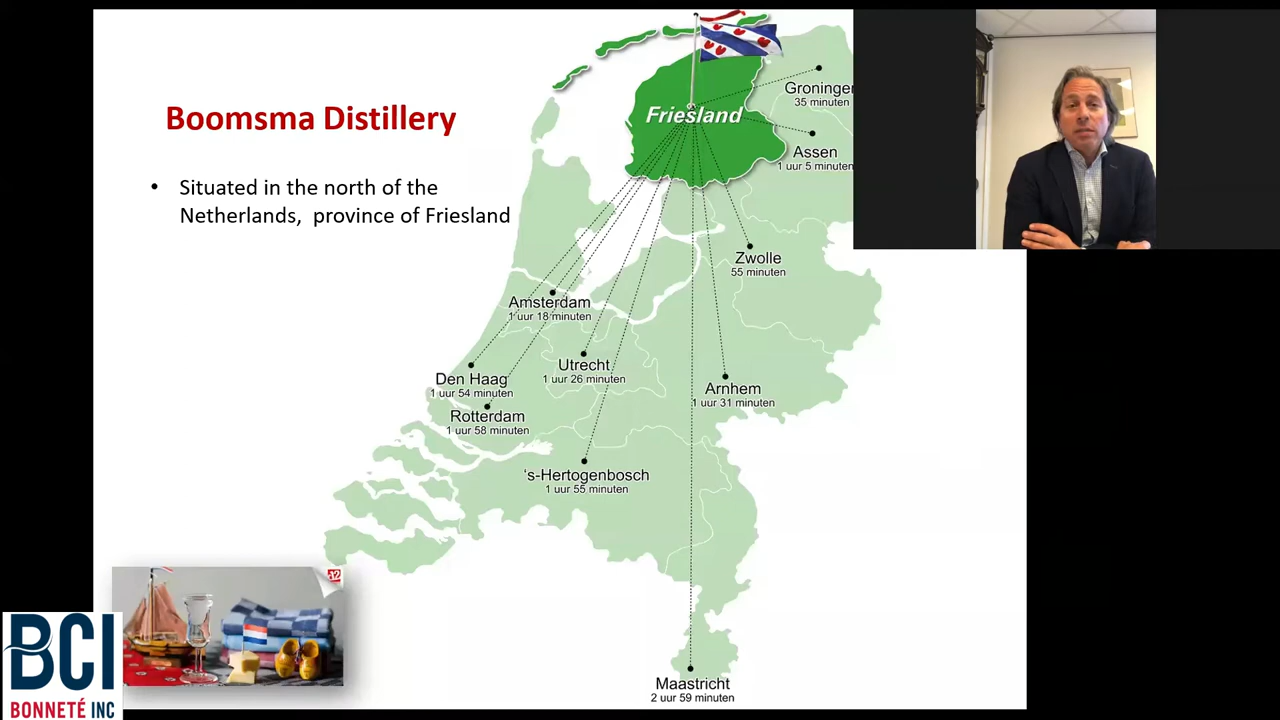 Boomsma Distillery
• Situated in the north of the
Netherlands, province of Friesland
Friesland
Groningen
35 minuten
Assen
1 uur 5 minuten
Zwolle
55 minuten
Amsterdam
1 uur 18 minuten
Utrecht
1 uur 26 minuten
Den Haag
1 uur 54 minuten
Arnhem
1 uur 31 minuten
Rotterdam
1 uur 58 minuten
's-Hertogenbosch
1 uur 55 minuten
Maastricht
2 uur 59 minuten
BCI
BONNETÉ INC